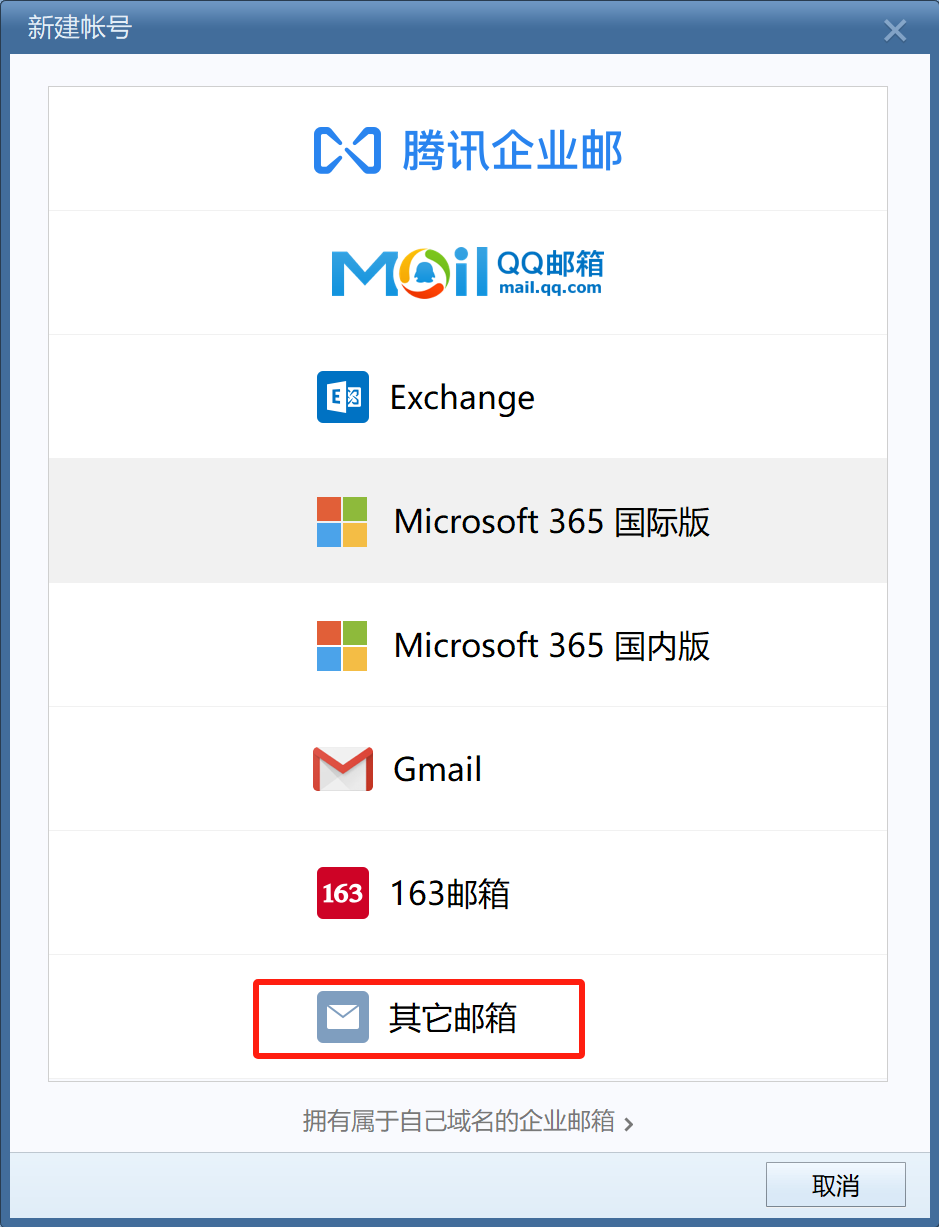 新建帐号
腾讯企业邮
Mail QQ邮箱
mail.qq.com
Exchange
Microsoft 365 国际版
Microsoft 365 国内版
Gmail
163 163邮箱
其它邮箱
拥有属于自己域名的企业邮箱 >
取消